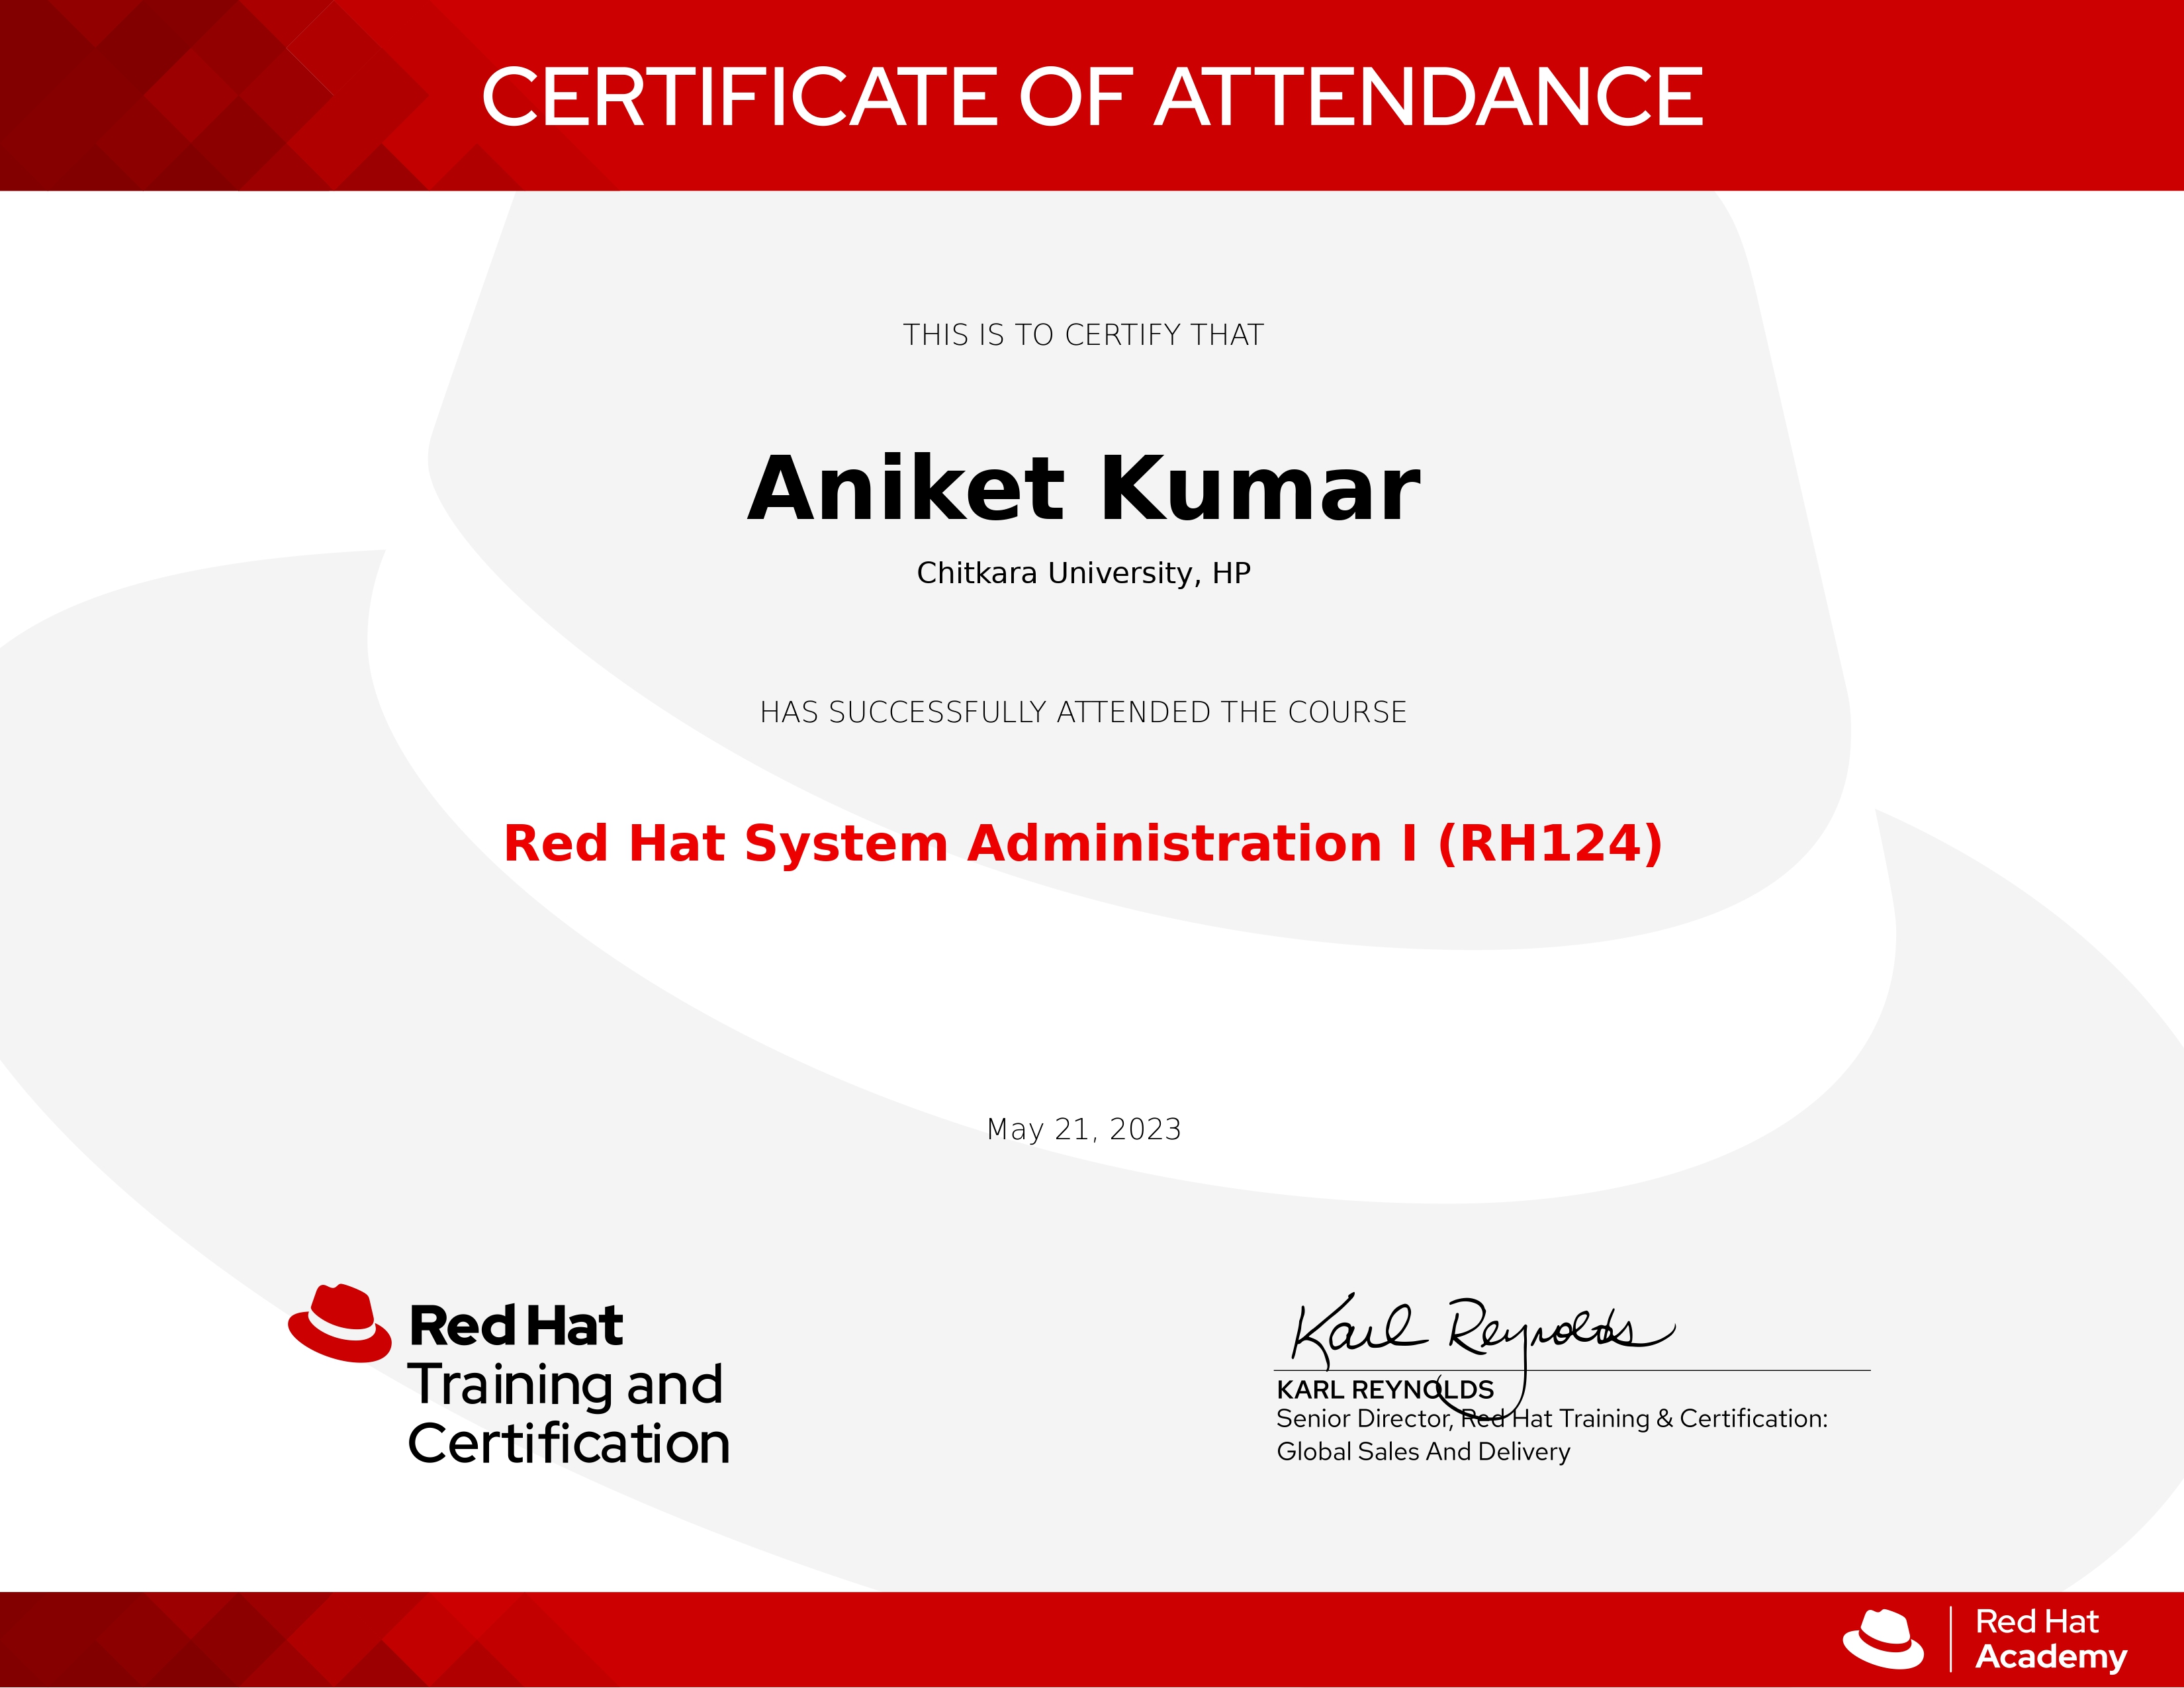 CERTIFICATE OF ATTENDANCE
THIS IS TO CERTIFY THAT
Aniket Kumar
Chitkara University, HP
HAS SUCCESSFULLY ATTENDED THE COURSE
Red Hat System Administration I (RH124)
May 21, 2023
Red Hat
Training and
Certification
Karl Reynolds
KARL REYNOLDS
Senior Director, Red Hat Training & Certification:
Global Sales And Delivery
Red Hat
Academy